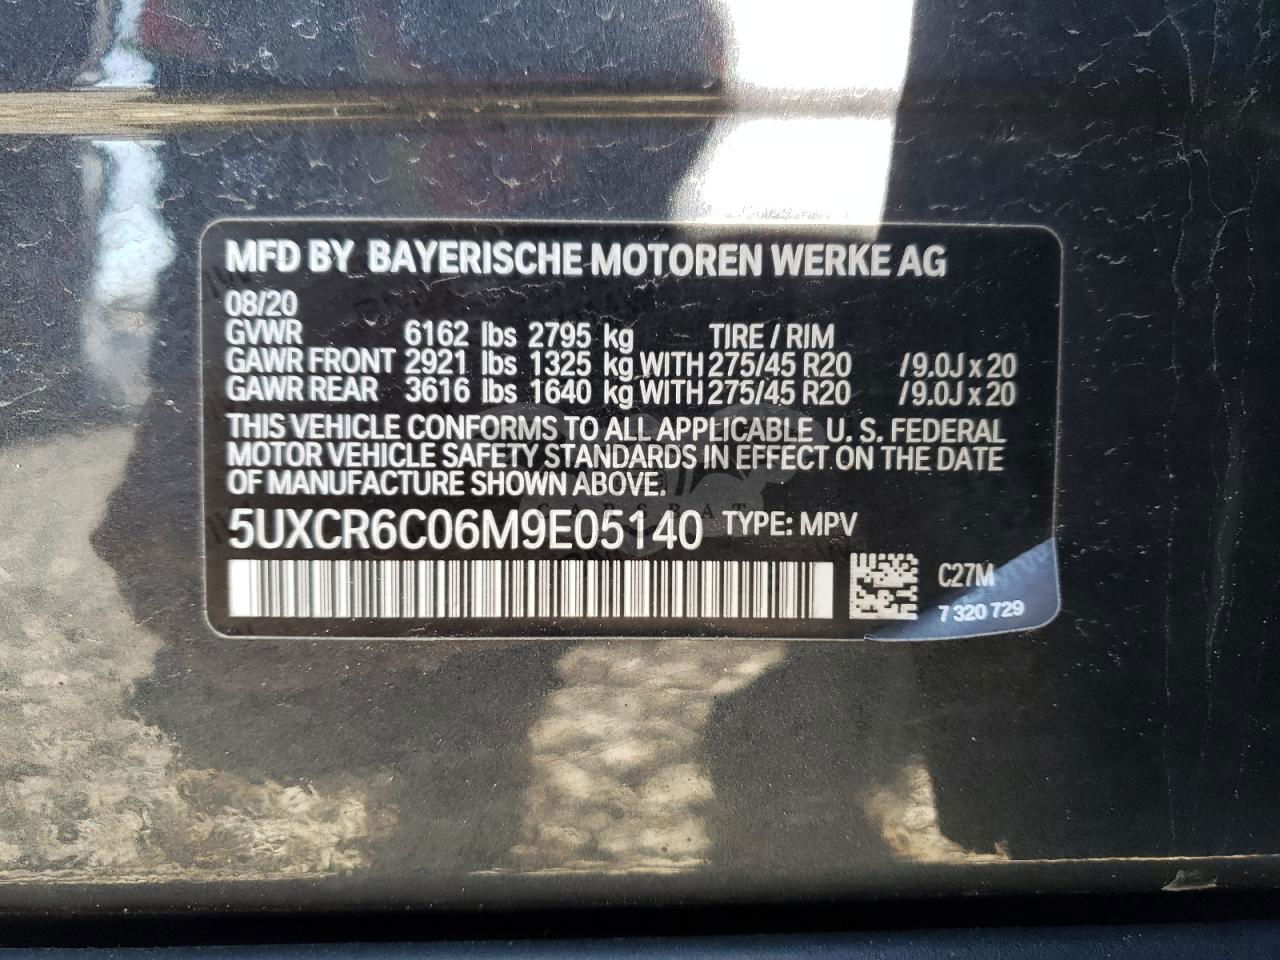 MFD BY BAYERISCHE MOTOREN WERKE AG
08/20
GVWR 6162 lbs 2795 kg TIRE / RIM
GAWR FRONT 2921 lbs 1325 kg WITH 275/45 R20 /9.0J x 20
GAWR REAR 3616 lbs 1640 kg WITH 275/45 R20 /9.0J x 20
THIS VEHICLE CONFORMS TO ALL APPLICABLE U. S. FEDERAL
MOTOR VEHICLE SAFETY STANDARDS IN EFFECT ON THE DATE
OF MANUFACTURE SHOWN ABOVE.
5UXCR6C06M9E05140 TYPE: MPV
C27M
7 320 729